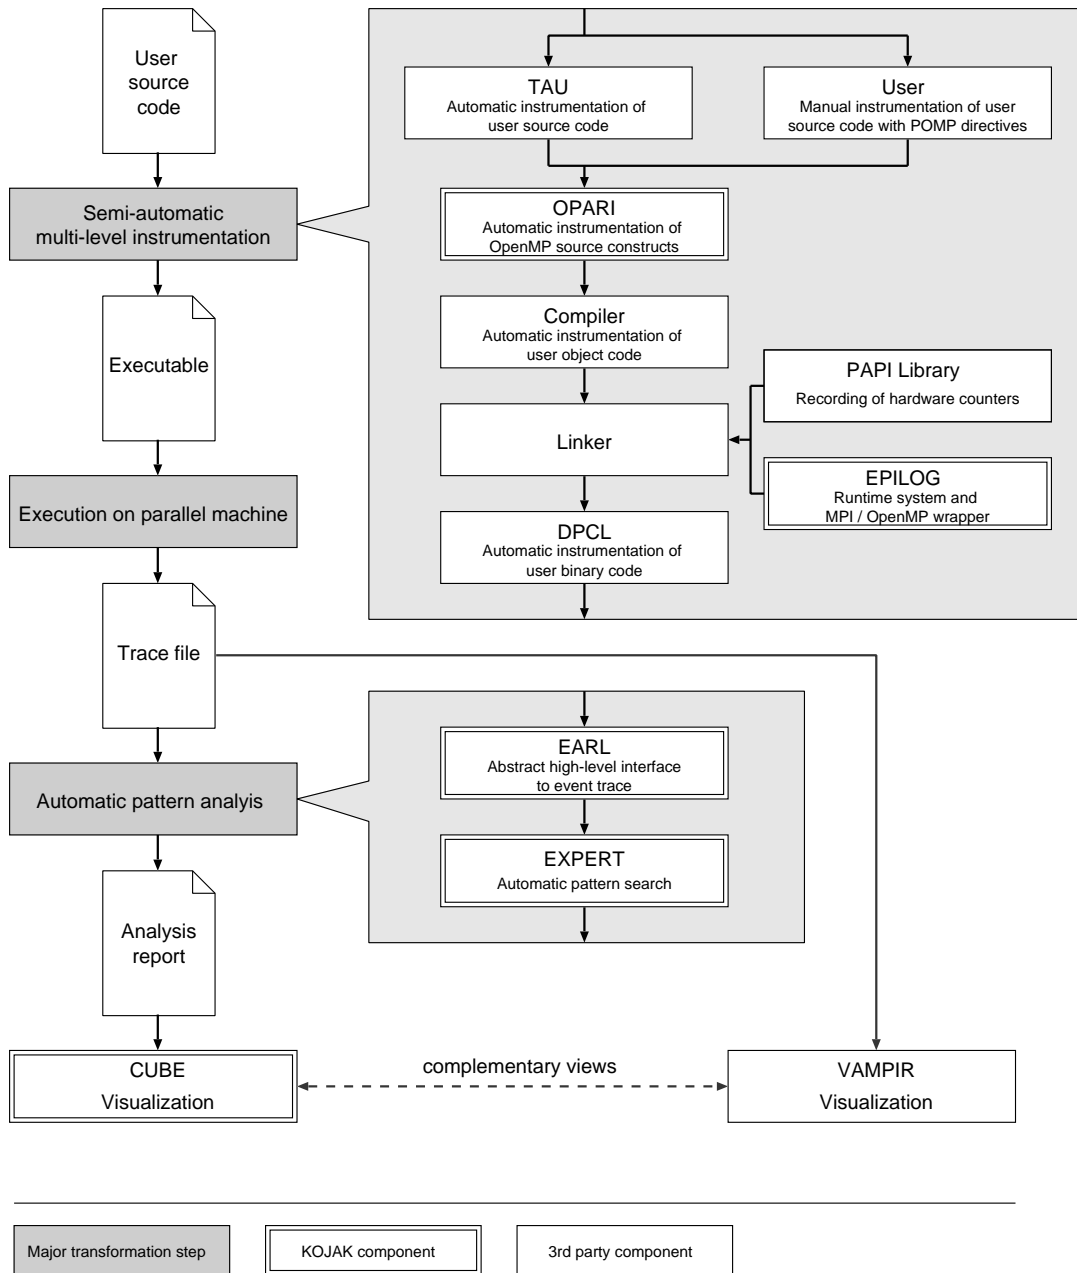 User
source
code
TAU
Automatic instrumentation of
user source code
User
Manual instrumentation of user
source code with POMP directives
Semi-automatic
multi-level instrumentation
OPARI
Automatic instrumentation of
OpenMP source constructs
Executable
Compiler
Automatic instrumentation of
user object code
PAPI Library
Recording of hardware counters
Linker
EPILOG
Runtime system and
MPI / OpenMP wrapper
Execution on parallel machine
DPCL
Automatic instrumentation of
user binary code
Trace file
EARL
Abstract high-level interface
to event trace
Automatic pattern analyis
EXPERT
Automatic pattern search
Analysis
report
CUBE
Visualization
complementary views
VAMPIR
Visualization
Major transformation step
KOJAK component
3rd party component